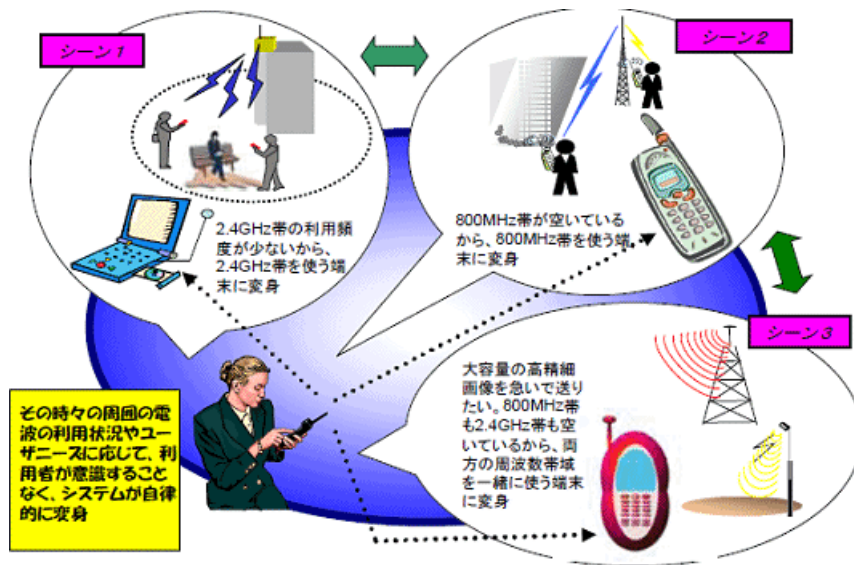 シーン１
シーン２
2.4GHz帯の利用頻
度が少ないから、
2.4GHz帯を使う端
末に変身
800MHz帯が空いている
から、800MHz帯を使う端
末に変身
シーン３
大容量の高精細
画像を急いで送り
たい。800MHz帯
も2.4GHz帯も空
いているから、両
方の周波数帯域
を一緒に使う端末
に変身
その時々の周囲の電
波の利用状況やユー
ザニーズに応じて、利
用者が意識すること
なく、システムが自律
的に変身